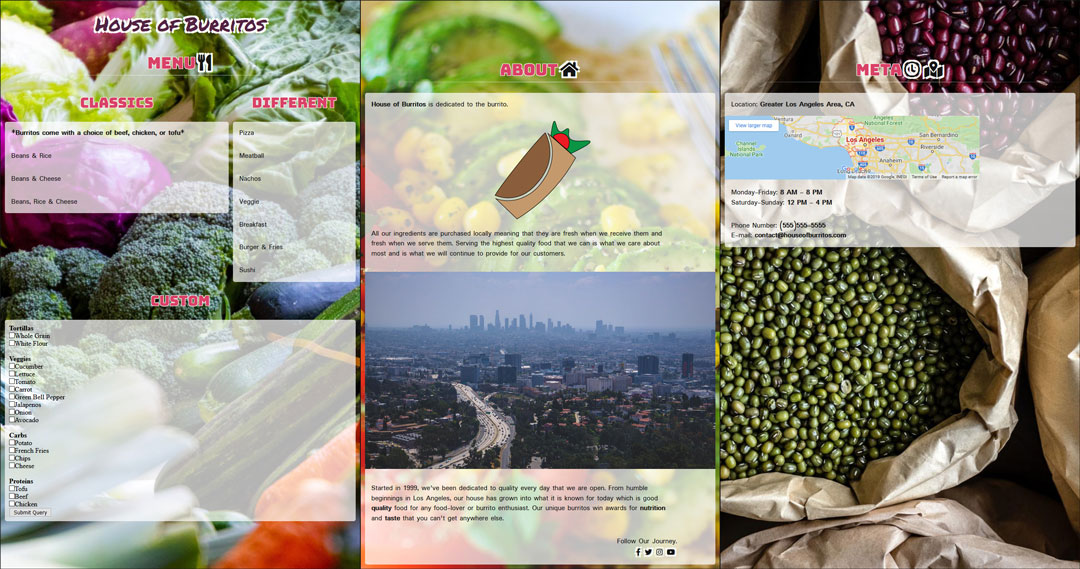 House of Burritos
MENU
CLASSICS
*Burritos come with a choice of beef, chicken, or tofu*
Beans & Rice
Beans & Cheese
Beans, Rice & Cheese
DIFFERENT
Pizza
Meatball
Nachos
Veggie
Breakfast
Burger & Fries
Sushi
CUSTOM
Tortillas
Whole Grain
White Flour
Veggies
Cucumber
Lettuce
Tomato
Carrot
Green Bell Pepper
Jalapenos
Onion
Avocado
Carbs
Potato
French Fries
Chips
Cheese
Proteins
Tofu
Beef
Chicken
Submit Query
ABOUT
House of Burritos is dedicated to the burrito.
All our ingredients are purchased locally meaning that they are fresh when we receive them and
fresh when we serve them. Serving the highest quality food that we can is what we care about
most and is what we will continue to provide for our customers.
Started in 1999, we've been dedicated to quality every day that we are open. From humble
beginnings in Los Angeles, our house has grown into what it is known for today which is good
quality food for any food-lover or burrito enthusiast. Our unique burritos win awards for nutrition
and taste that you can't get anywhere else.
Follow Our Journey.
META
Location: Greater Los Angeles Area, CA
View larger map
Ventura
Oxnard
Channel
Islands
National Park
Los Angeles
Long Beach
Anaheim
Angeles
National Forest
San Bernardino
Riverside
Map data ©2019 Google, INEGI
Terms of Use
Report a map error
Monday-Friday: 8 AM - 8 PM
Saturday-Sunday: 12 PM - 4 PM
Phone Number: (555)555-5555
E-mail: contact@houseofburritos.com